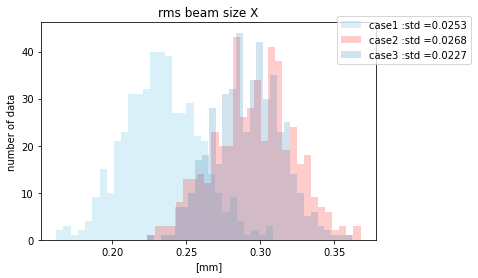 rms beam size X
case1 :std =0.0253
case2 :std =0.0268
case3 :std =0.0227
number of data
40
30
20
10
0
0.20 0.25 0.30 0.35
[mm]